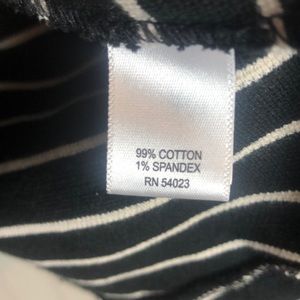 99% COTTON
1% SPANDEX
RN 54023